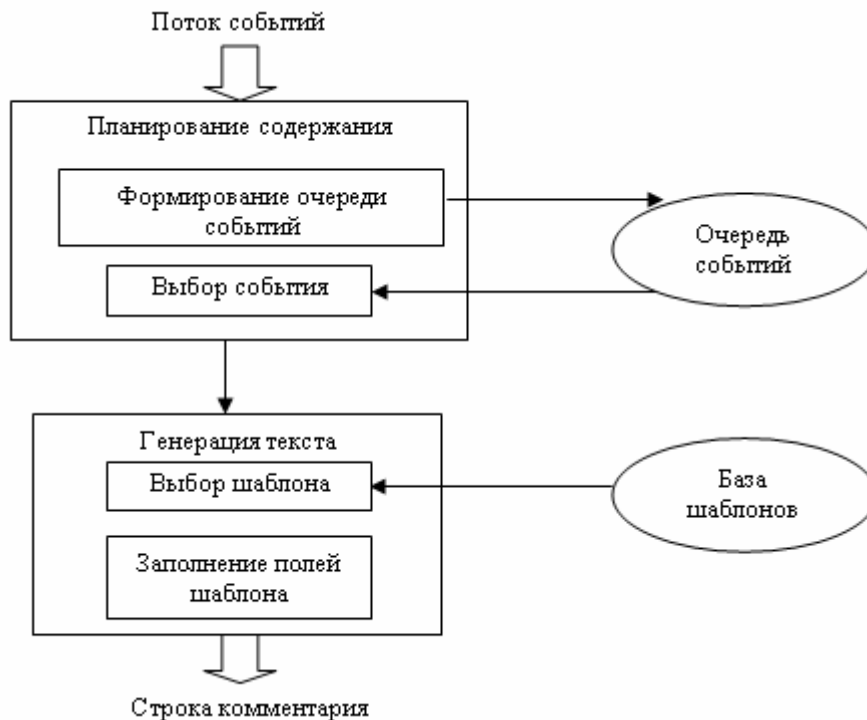 Поток событий
Планирование содержания
Формирование очереди
событий
Очередь
событий
Выбор события
Генерация текста
Выбор шаблона
База
шаблонов
Заполнение полей
шаблона
Строка комментария